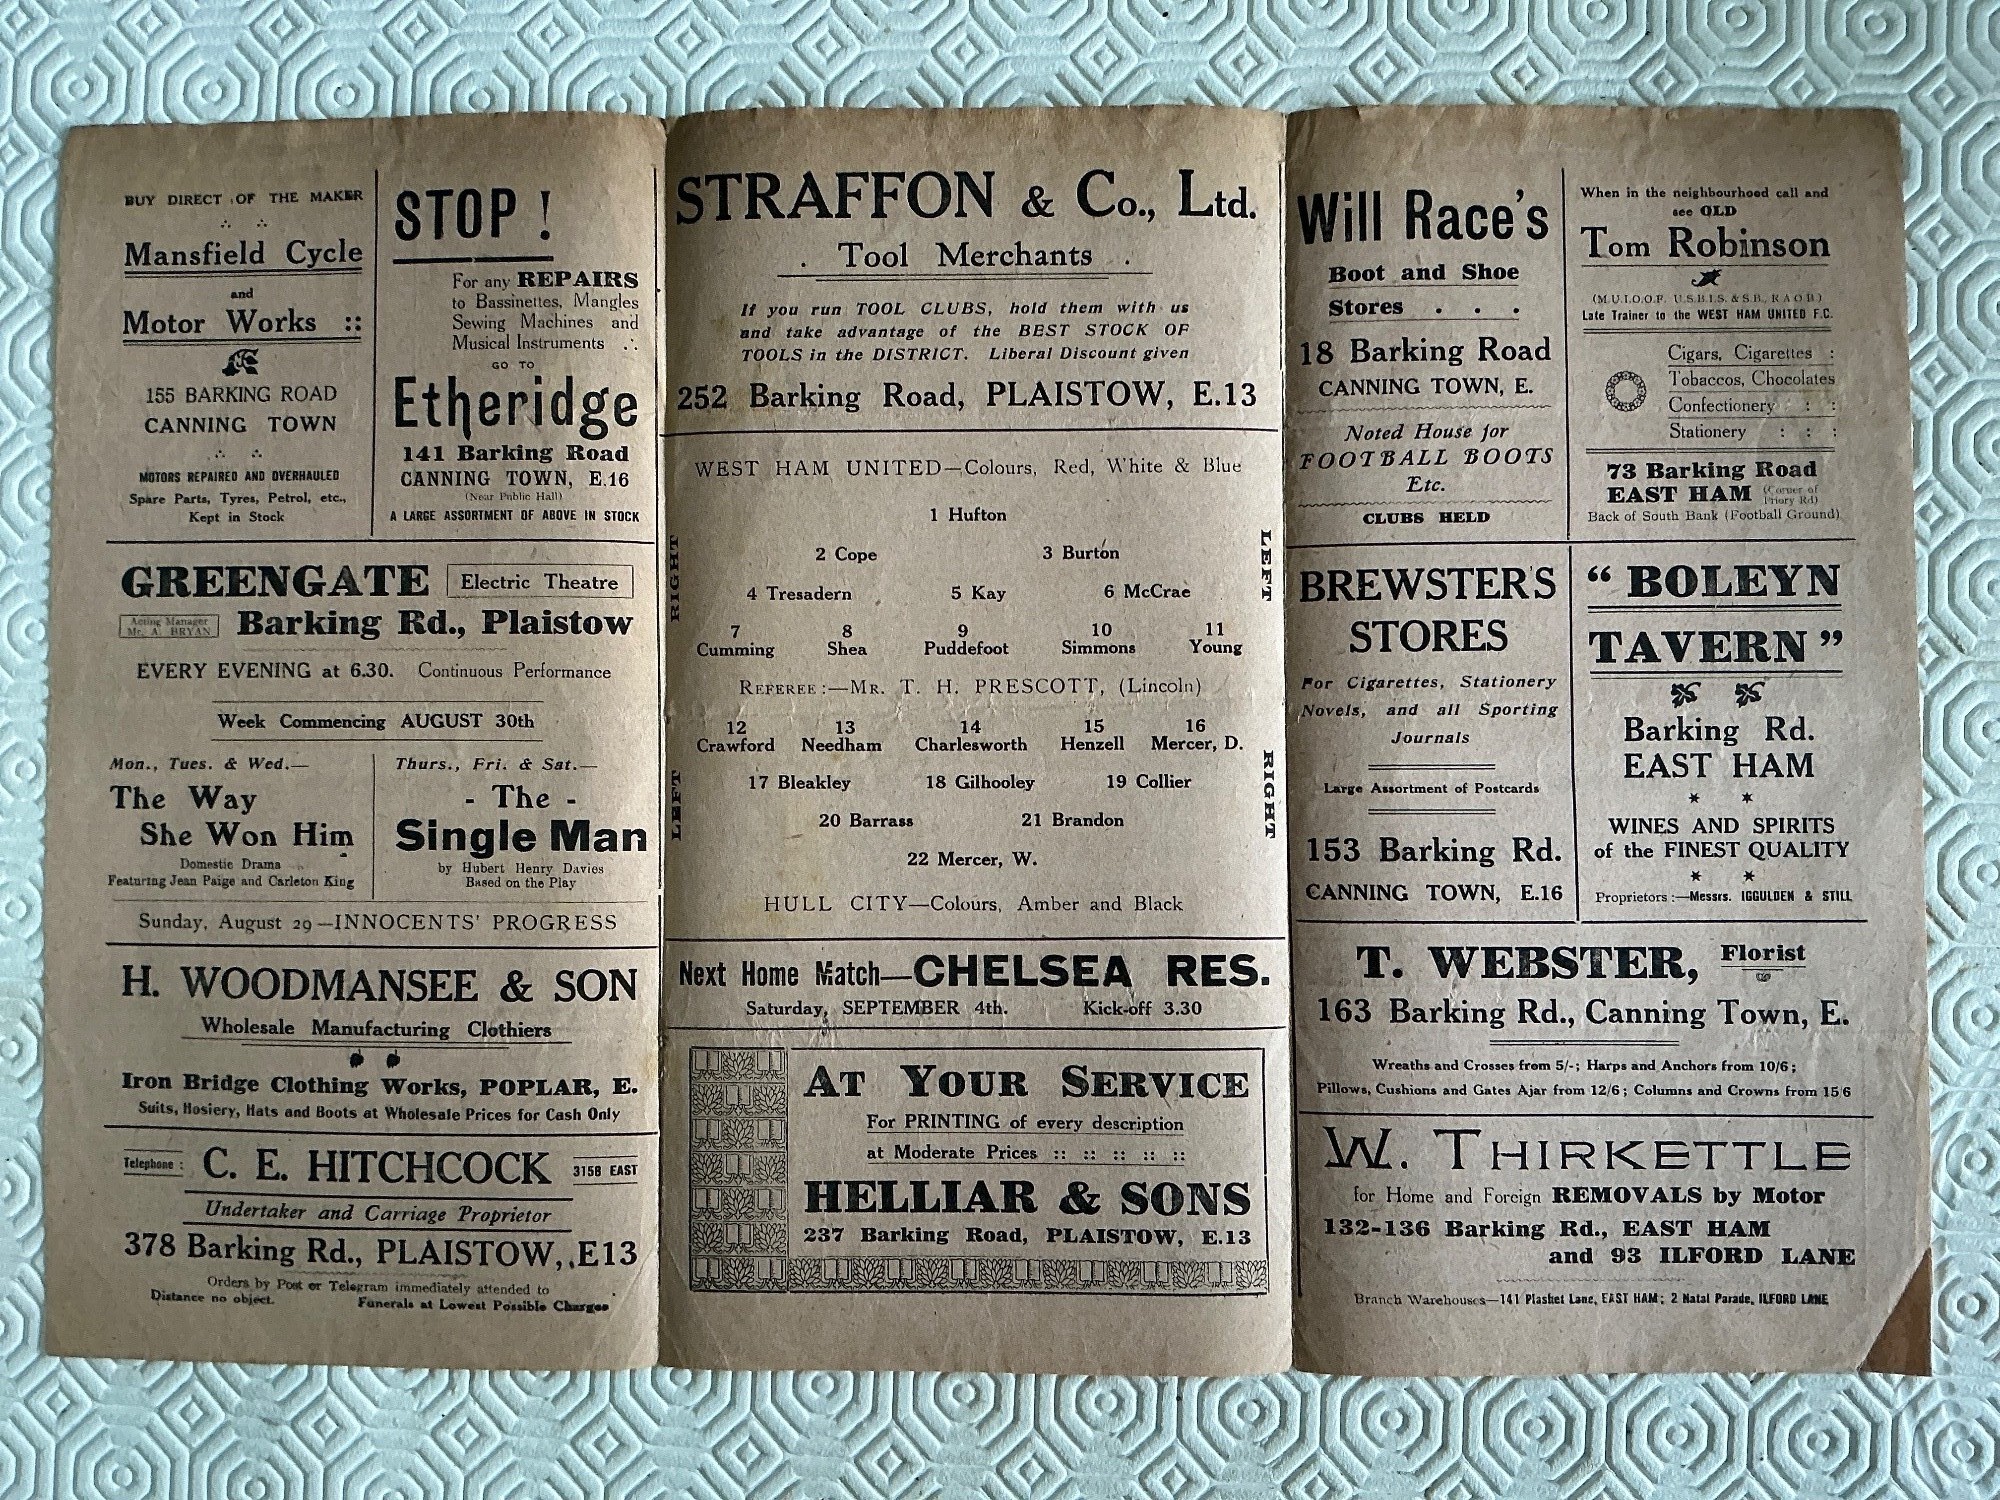 BUY DIRECT OF THE MAKER
Mansfield Cycle
and
Motor Works ::
155 BARKING ROAD
CANNING TOWN
MOTORS REPAIRED AND OVERHAULED
Spare Parts, Tyres, Petrol, etc.,
Kept in Stock
STOP !
For any REPAIRS
to Bassinettes, Mangles
Sewing Machines and
Musical Instruments ∴
GO TO
Etheridge
141 Barking Road
CANNING TOWN, E.16
(Near Public Hall)
A LARGE ASSORTMENT OF ABOVE IN STOCK
GREENGATE Electric Theatre
Acting Manager
Mr. A. BRYAN
Barking Rd., Plaistow
EVERY EVENING at 6.30. Continuous Performance
Week Commencing AUGUST 30th
Mon., Tues. & Wed.—
The Way
She Won Him
Domestic Drama
Featuring Jean Paige and Carleton King
Thurs., Fri. & Sat.—
- The -
Single Man
by Hubert Henry Davies
Based on the Play
Sunday, August 29—INNOCENTS' PROGRESS
H. WOODMANSEE & SON
Wholesale Manufacturing Clothiers
Iron Bridge Clothing Works, POPLAR, E.
Suits, Hosiery, Hats and Boots at Wholesale Prices for Cash Only
Telephone : C. E. HITCHCOCK 3158 EAST
Undertaker and Carriage Proprietor
378 Barking Rd., PLAISTOW, E13
Orders by Post or Telegram immediately attended to
Distance no object. Funerals at Lowest Possible Charges
STRAFFON & Co., Ltd.
. Tool Merchants .
If you run TOOL CLUBS, hold them with us
and take advantage of the BEST STOCK OF
TOOLS in the DISTRICT. Liberal Discount given
252 Barking Road, PLAISTOW, E.13
WEST HAM UNITED—Colours, Red, White & Blue
1 Hufton
RIGHT
LEFT
2 Cope 3 Burton
4 Tresadern 5 Kay 6 McCrae
7 8 9 10 11
Cumming Shea Puddefoot Simmons Young
REFEREE:—MR. T. H. PRESCOTT, (Lincoln)
12 13 14 15 16
Crawford Needham Charlesworth Henzell Mercer, D.
LEFT
RIGHT
17 Bleakley 18 Gilhooley 19 Collier
20 Barrass 21 Brandon
22 Mercer, W.
HULL CITY—Colours, Amber and Black
Next Home Match—CHELSEA RES.
Saturday, SEPTEMBER 4th. Kick-off 3.30
AT YOUR SERVICE
For PRINTING of every description
at Moderate Prices :: :: :: :: ::
HELLIAR & SONS
237 Barking Road, PLAISTOW, E.13
Will Race's
Boot and Shoe
Stores . . .
18 Barking Road
CANNING TOWN, E.
Noted House for
FOOTBALL BOOTS
Etc.
CLUBS HELD
When in the neighbourhood call and
see OLD
Tom Robinson
(M.U.I.O.O.F. U.S.B.I.S. & S.B., R.A.O.B.)
Late Trainer to the WEST HAM UNITED F.C.
Cigars, Cigarettes :
Tobaccos, Chocolates
Confectionery : :
Stationery : : :
73 Barking Road
EAST HAM (Corner of
Priory Rd)
Back of South Bank (Football Ground)
BREWSTER'S
STORES
For Cigarettes, Stationery
Novels, and all Sporting
Journals
Large Assortment of Postcards
153 Barking Rd.
CANNING TOWN, E.16
“ BOLEYN
TAVERN ”
Barking Rd.
EAST HAM
WINES AND SPIRITS
of the FINEST QUALITY
Proprietors :—Messrs. IGGULDEN & STILL
T. WEBSTER, Florist
163 Barking Rd., Canning Town, E.
Wreaths and Crosses from 5/-; Harps and Anchors from 10/6;
Pillows, Cushions and Gates Ajar from 12/6; Columns and Crowns from 15/6
W. THIRKETTLE
for Home and Foreign REMOVALS by Motor
132-136 Barking Rd., EAST HAM
and 93 ILFORD LANE
Branch Warehouses—141 Plashet Lane, EAST HAM; 2 Natal Parade, ILFORD LANE